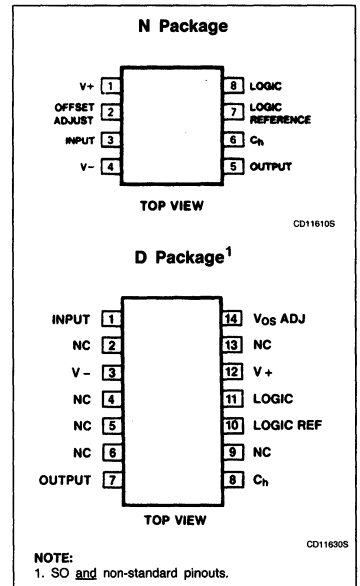 N Package
V+ 1
8 LOGIC
OFFSET
ADJUST 2
7 LOGIC
REFERENCE
INPUT 3
6 Ch
V- 4
5 OUTPUT
TOP VIEW
CD11610S
D Package1
INPUT 1
14 VOS ADJ
NC 2
13 NC
V - 3
12 V +
NC 4
11 LOGIC
NC 5
10 LOGIC REF
NC 6
9 NC
OUTPUT 7
8 Ch
TOP VIEW
CD11630S
NOTE:
1. SO and non-standard pinouts.